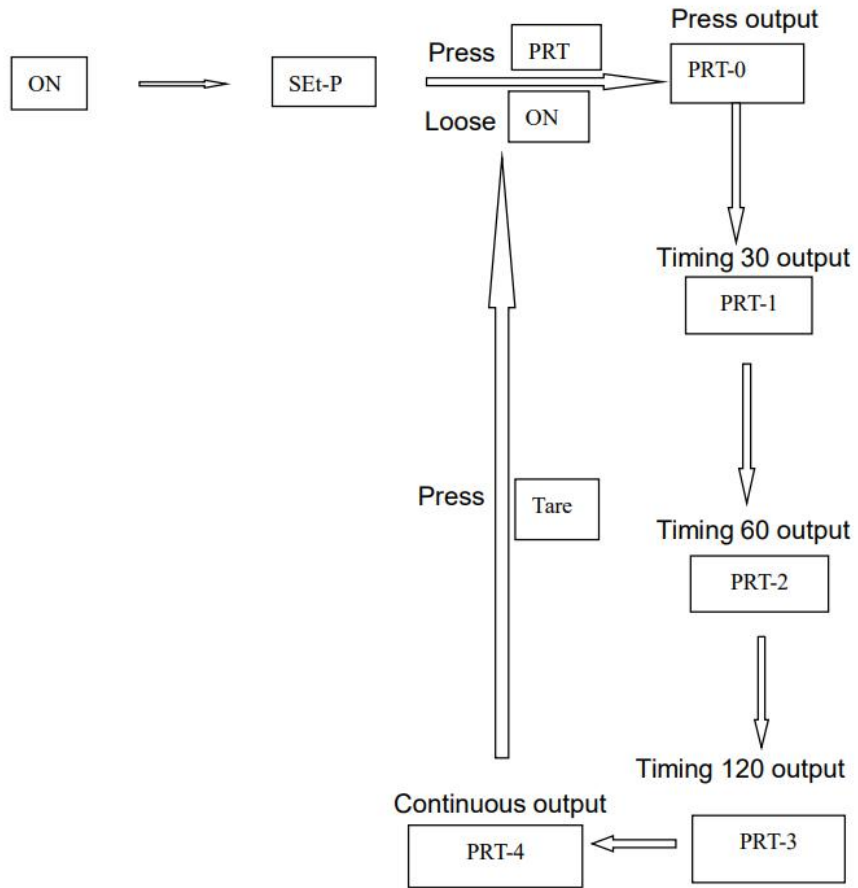 Press output
Press PRT
ON SEt-P PRT-0
Loose ON
Timing 30 output
PRT-1
Press Tare
Timing 60 output
PRT-2
Timing 120 output
Continuous output
PRT-4 PRT-3